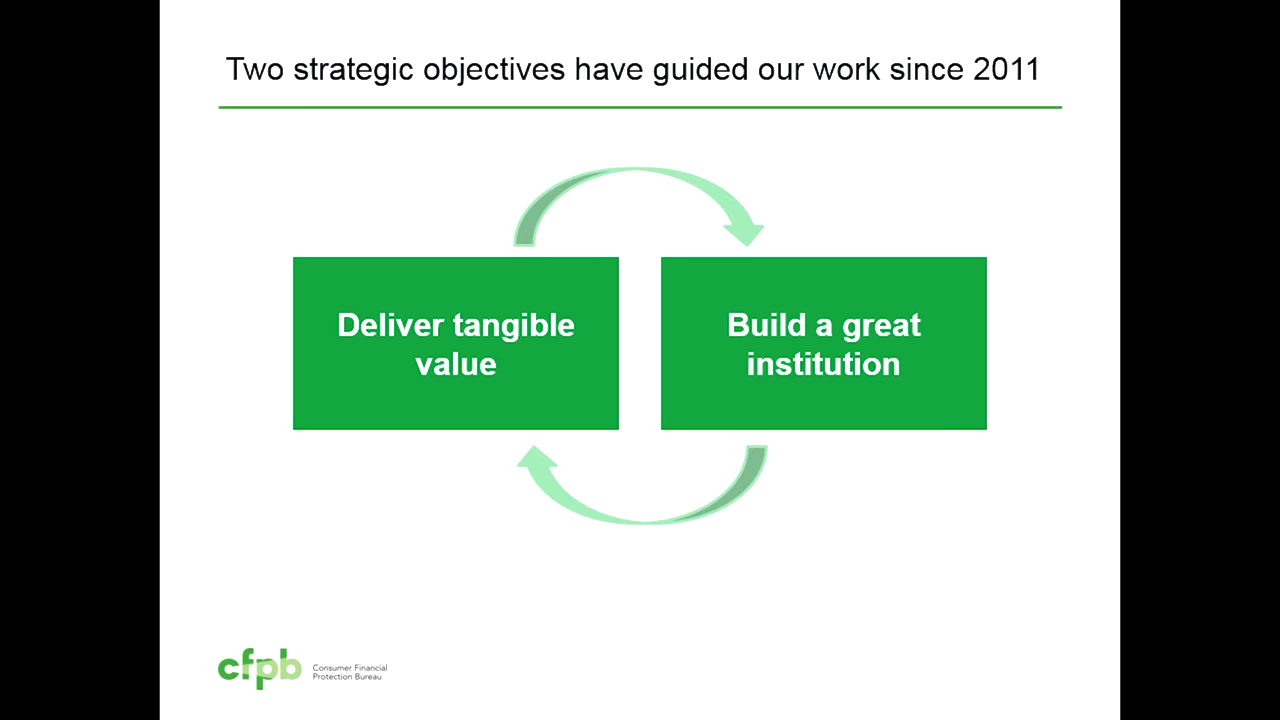 Two strategic objectives have guided our work since 2011
Deliver tangible
value
Build a great
institution
cfpb
Consumer Financial
Protection Bureau